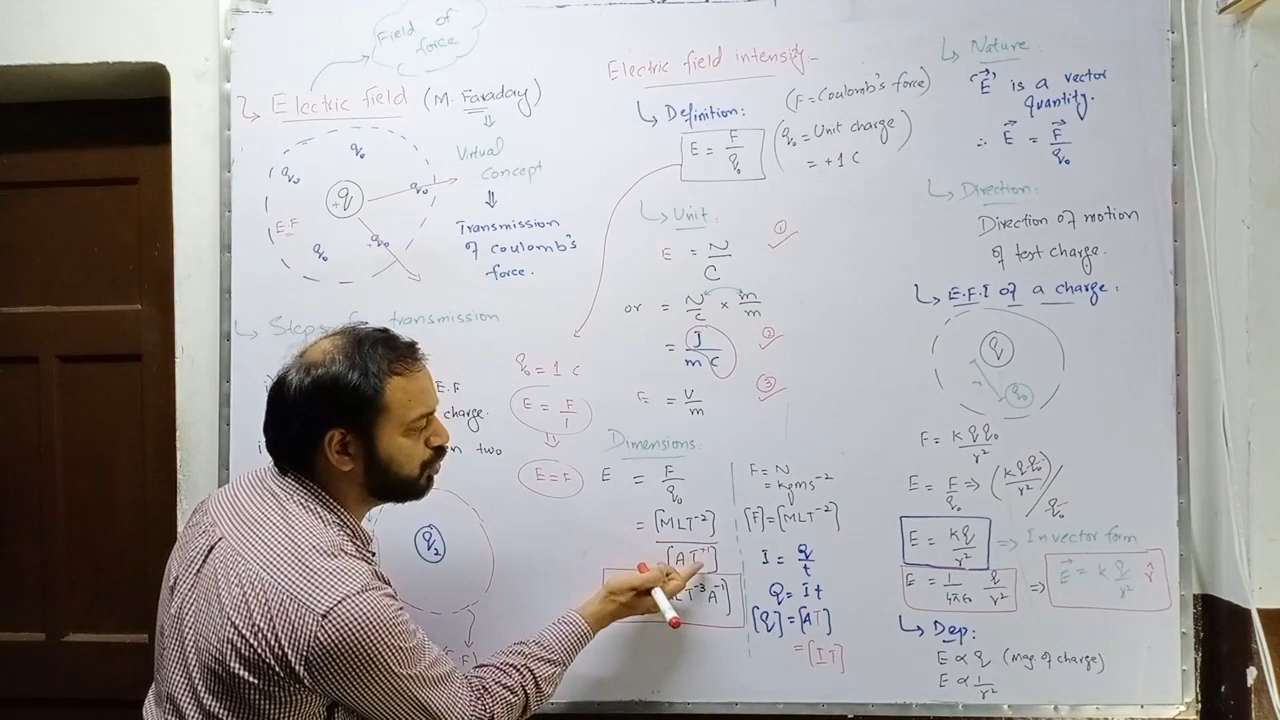 Field of
force
↳ Electric field (M. Faraday)
⇓
Virtual
Concept
⇓
Transmission
of Coulomb's
force.
q₀
q₀
+q
q₀
E.F
q₀
+q₀
↳ Steps for transmission
E.F
charge.
two
q₂
Electric field intensity-
↳ Definition:
(F = Coulomb's force)
E = F/q₀
(q₀ = Unit charge
= +1 C)
↳ Unit:
E = N/C ①
or = N/C × m/m
= J/mC ②
E = V/m ③
q₀ = 1 C
E = F/1
⇓
E = F
Dimensions:
E = F/q₀
= [MLT⁻²]/[AT⁺¹]
LT⁻³A⁻¹]
F = N
= kgms⁻²
[F] = [MLT⁻²]
I = Q/t
Q = It
[q] = [AT]
= [IT]
↳ Nature:
'E⃗' is a vector
quantity.
∴ E⃗ = F⃗/q₀
↳ Direction:
Direction of motion
of test charge.
↳ E.F.I of a charge:
q
r
q₀
F = Kqq₀/r²
E = F/q₀ ⇒ (Kqq₀/r²)/q₀
E = Kq/r² ⇒ In vector form
E = 1/4πε₀ q/r² ⇒ E⃗ = K q/r² r̂
↳ Dep:
E ∝ q (Mag. of charge)
E ∝ 1/r²